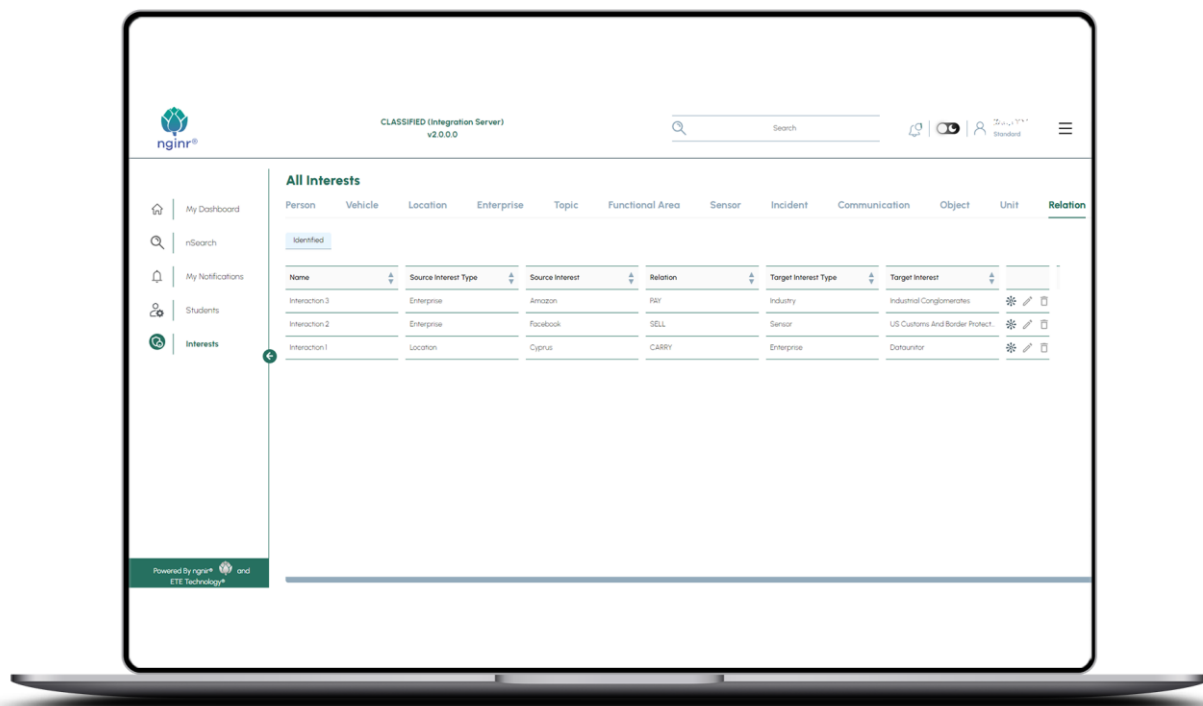 nginr®
CLASSIFIED (Integration Server)
v2.0.0.0
Search
Standard
My Dashboard
nSearch
My Notifications
Students
Interests
All Interests
Person Vehicle Location Enterprise Topic Functional Area Sensor Incident Communication Object Unit Relation
Identified
Name Source Interest Type Source Interest Relation Target Interest Type Target Interest
Interaction 3 Enterprise Amazon PAY Industry Industrial Conglomerates
Interaction 2 Enterprise Facebook SELL Sensor US Customs And Border Protect..
Interaction 1 Location Cyprus CARRY Enterprise Dataunitor
Powered By ngnir® and
ETE Technology®